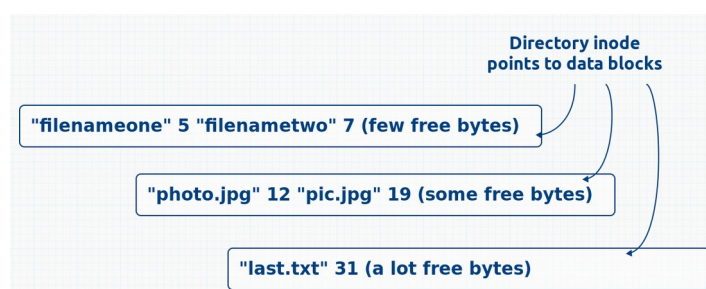 Directory inode
points to data blocks
"filenameone" 5 "filenametwo" 7 (few free bytes)
"photo.jpg" 12 "pic.jpg" 19 (some free bytes)
"last.txt" 31 (a lot free bytes)